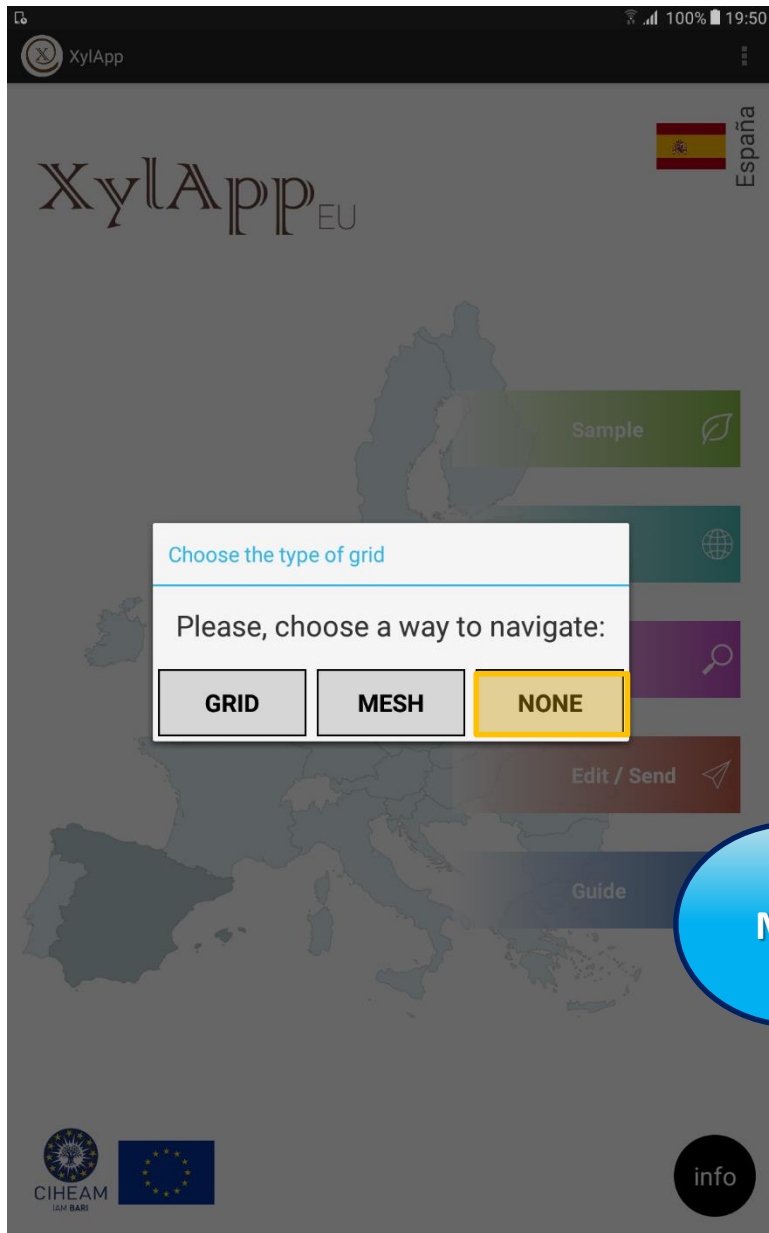 100% 19:50
XylApp
España
XylApp EU
Sample
Choose the type of grid
Please, choose a way to navigate:
GRID
MESH
NONE
Edit / Send
Guide
CIHEAM
IAM BARI
info